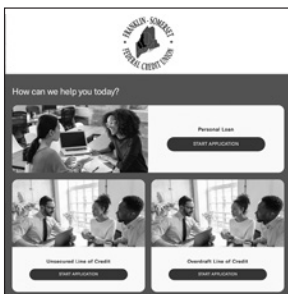 FRANKLIN - SOMERSET
FEDERAL CREDIT UNION
How can we help you today?
Personal Loan
START APPLICATION
Unsecured Line of Credit
START APPLICATION
Overdraft Line of Credit
START APPLICATION